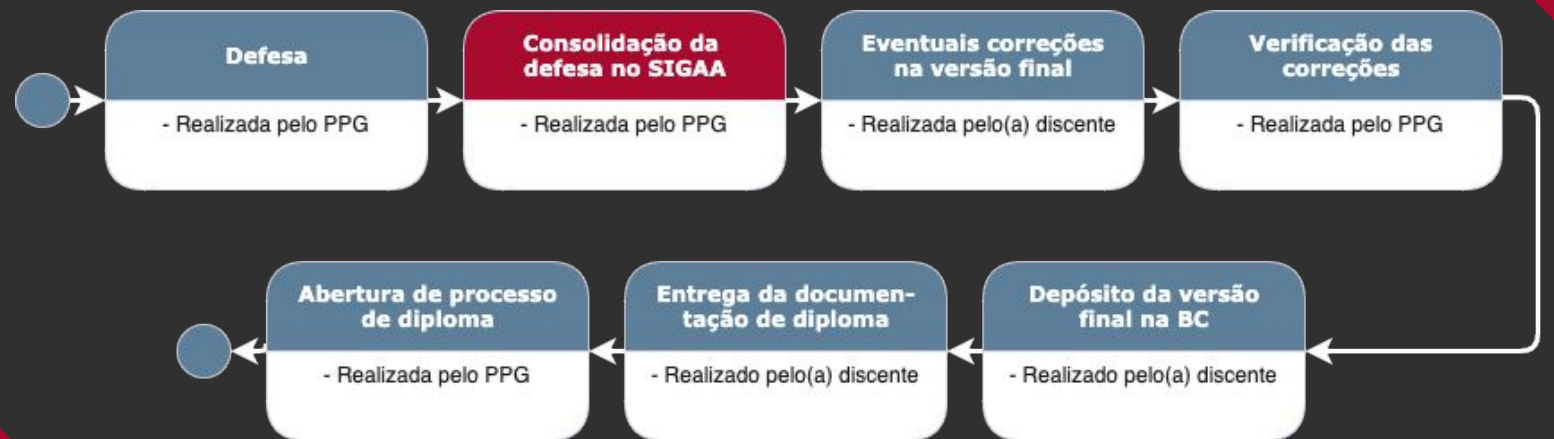 Defesa
- Realizada pelo PPG
Consolidação da
defesa no SIGAA
- Realizada pelo PPG
Eventuais correções
na versão final
- Realizada pelo(a) discente
Verificação das
correções
- Realizada pelo PPG
Depósito da versão
final na BC
- Realizado pelo(a) discente
Entrega da documen-
tação de diploma
- Realizado pelo(a) discente
Abertura de processo
de diploma
- Realizada pelo PPG